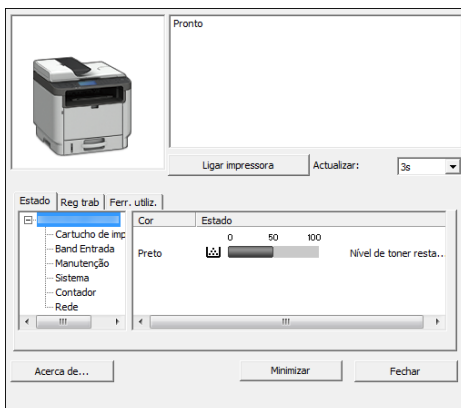 Pronto
Ligar impressora
Actualizar:
3s
Estado
Reg trab
Ferr. utiliz.
Cartucho de imp
Band Entrada
Manutenção
Sistema
Contador
Rede
Cor Estado
0 50 100
Preto Nível de toner resta..
Acerca de...
Minimizar
Fechar